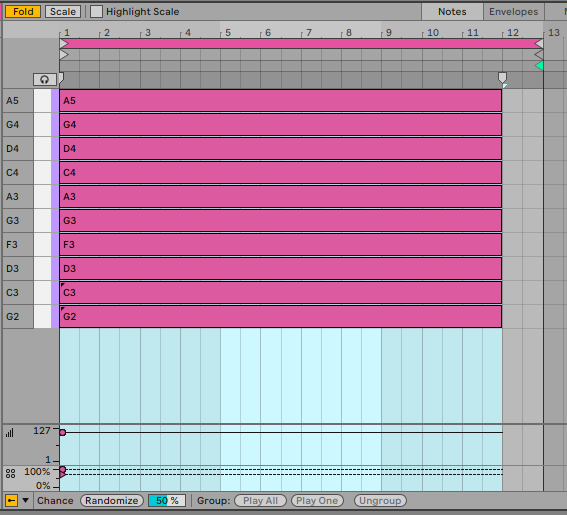 Fold Scale Highlight Scale Notes Envelopes
1 2 3 4 5 6 7 8 9 10 11 12 13
A5 A5
G4 G4
D4 D4
C4 C4
A3 A3
G3 G3
F3 F3
D3 D3
C3 C3
G2 G2
127
1
100%
0%
Chance Randomize 50 % Group: Play All Play One Ungroup